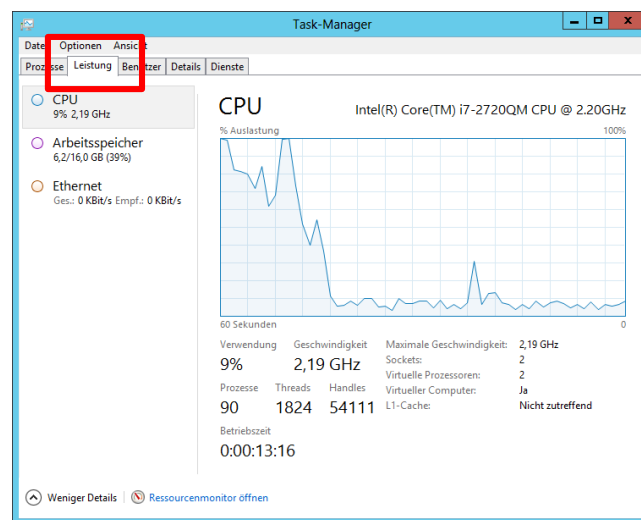 Task-Manager
Datei Optionen Ansicht
Prozesse Leistung Benutzer Details Dienste
CPU
9% 2,19 GHz
Arbeitsspeicher
6,2/16,0 GB (39%)
Ethernet
Ges.: 0 KBit/s Empf.: 0 KBit/s
CPU Intel(R) Core(TM) i7-2720QM CPU @ 2.20GHz
% Auslastung 100%
60 Sekunden 0
Verwendung Geschwindigkeit Maximale Geschwindigkeit: 2,19 GHz
9% 2,19 GHz Sockets: 2
Virtuelle Prozessoren: 2
Prozesse Threads Handles Virtueller Computer: Ja
90 1824 54111 L1-Cache: Nicht zutreffend
Betriebszeit
0:00:13:16
Weniger Details Ressourcenmonitor öffnen